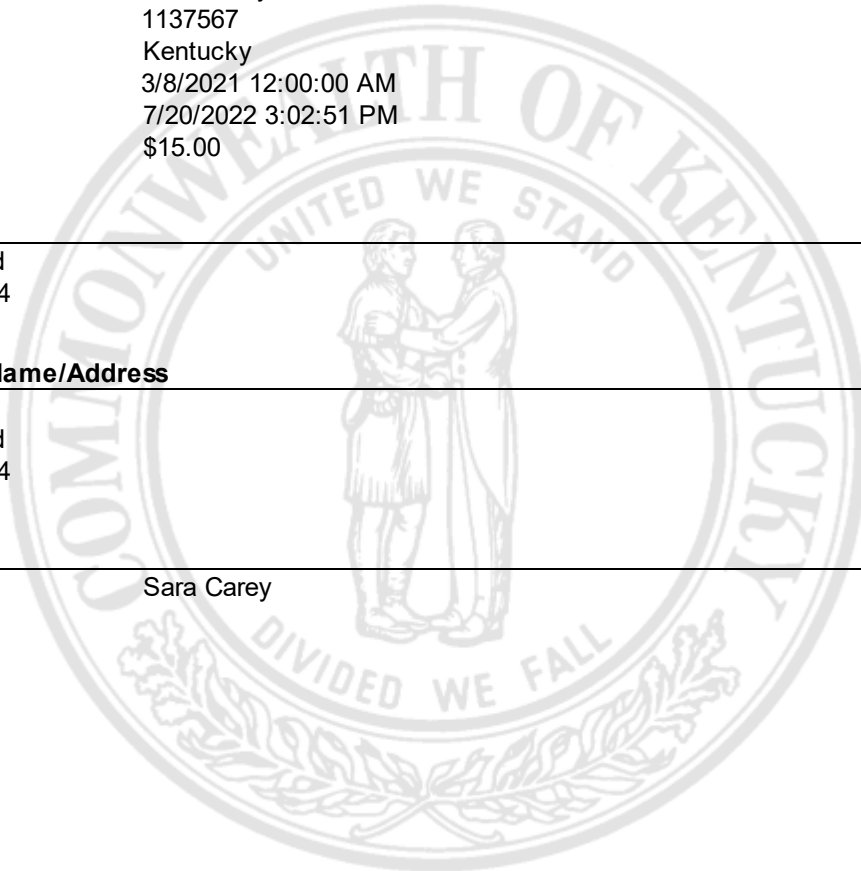 1137567
Kentucky
3/8/2021 12:00:00 AM
7/20/2022 3:02:51 PM
$15.00
COMMONWEALTH OF KENTUCKY
UNITED WE STAND
d
4
ame/Address
d
4
Sara Carey
DIVIDED WE FALL